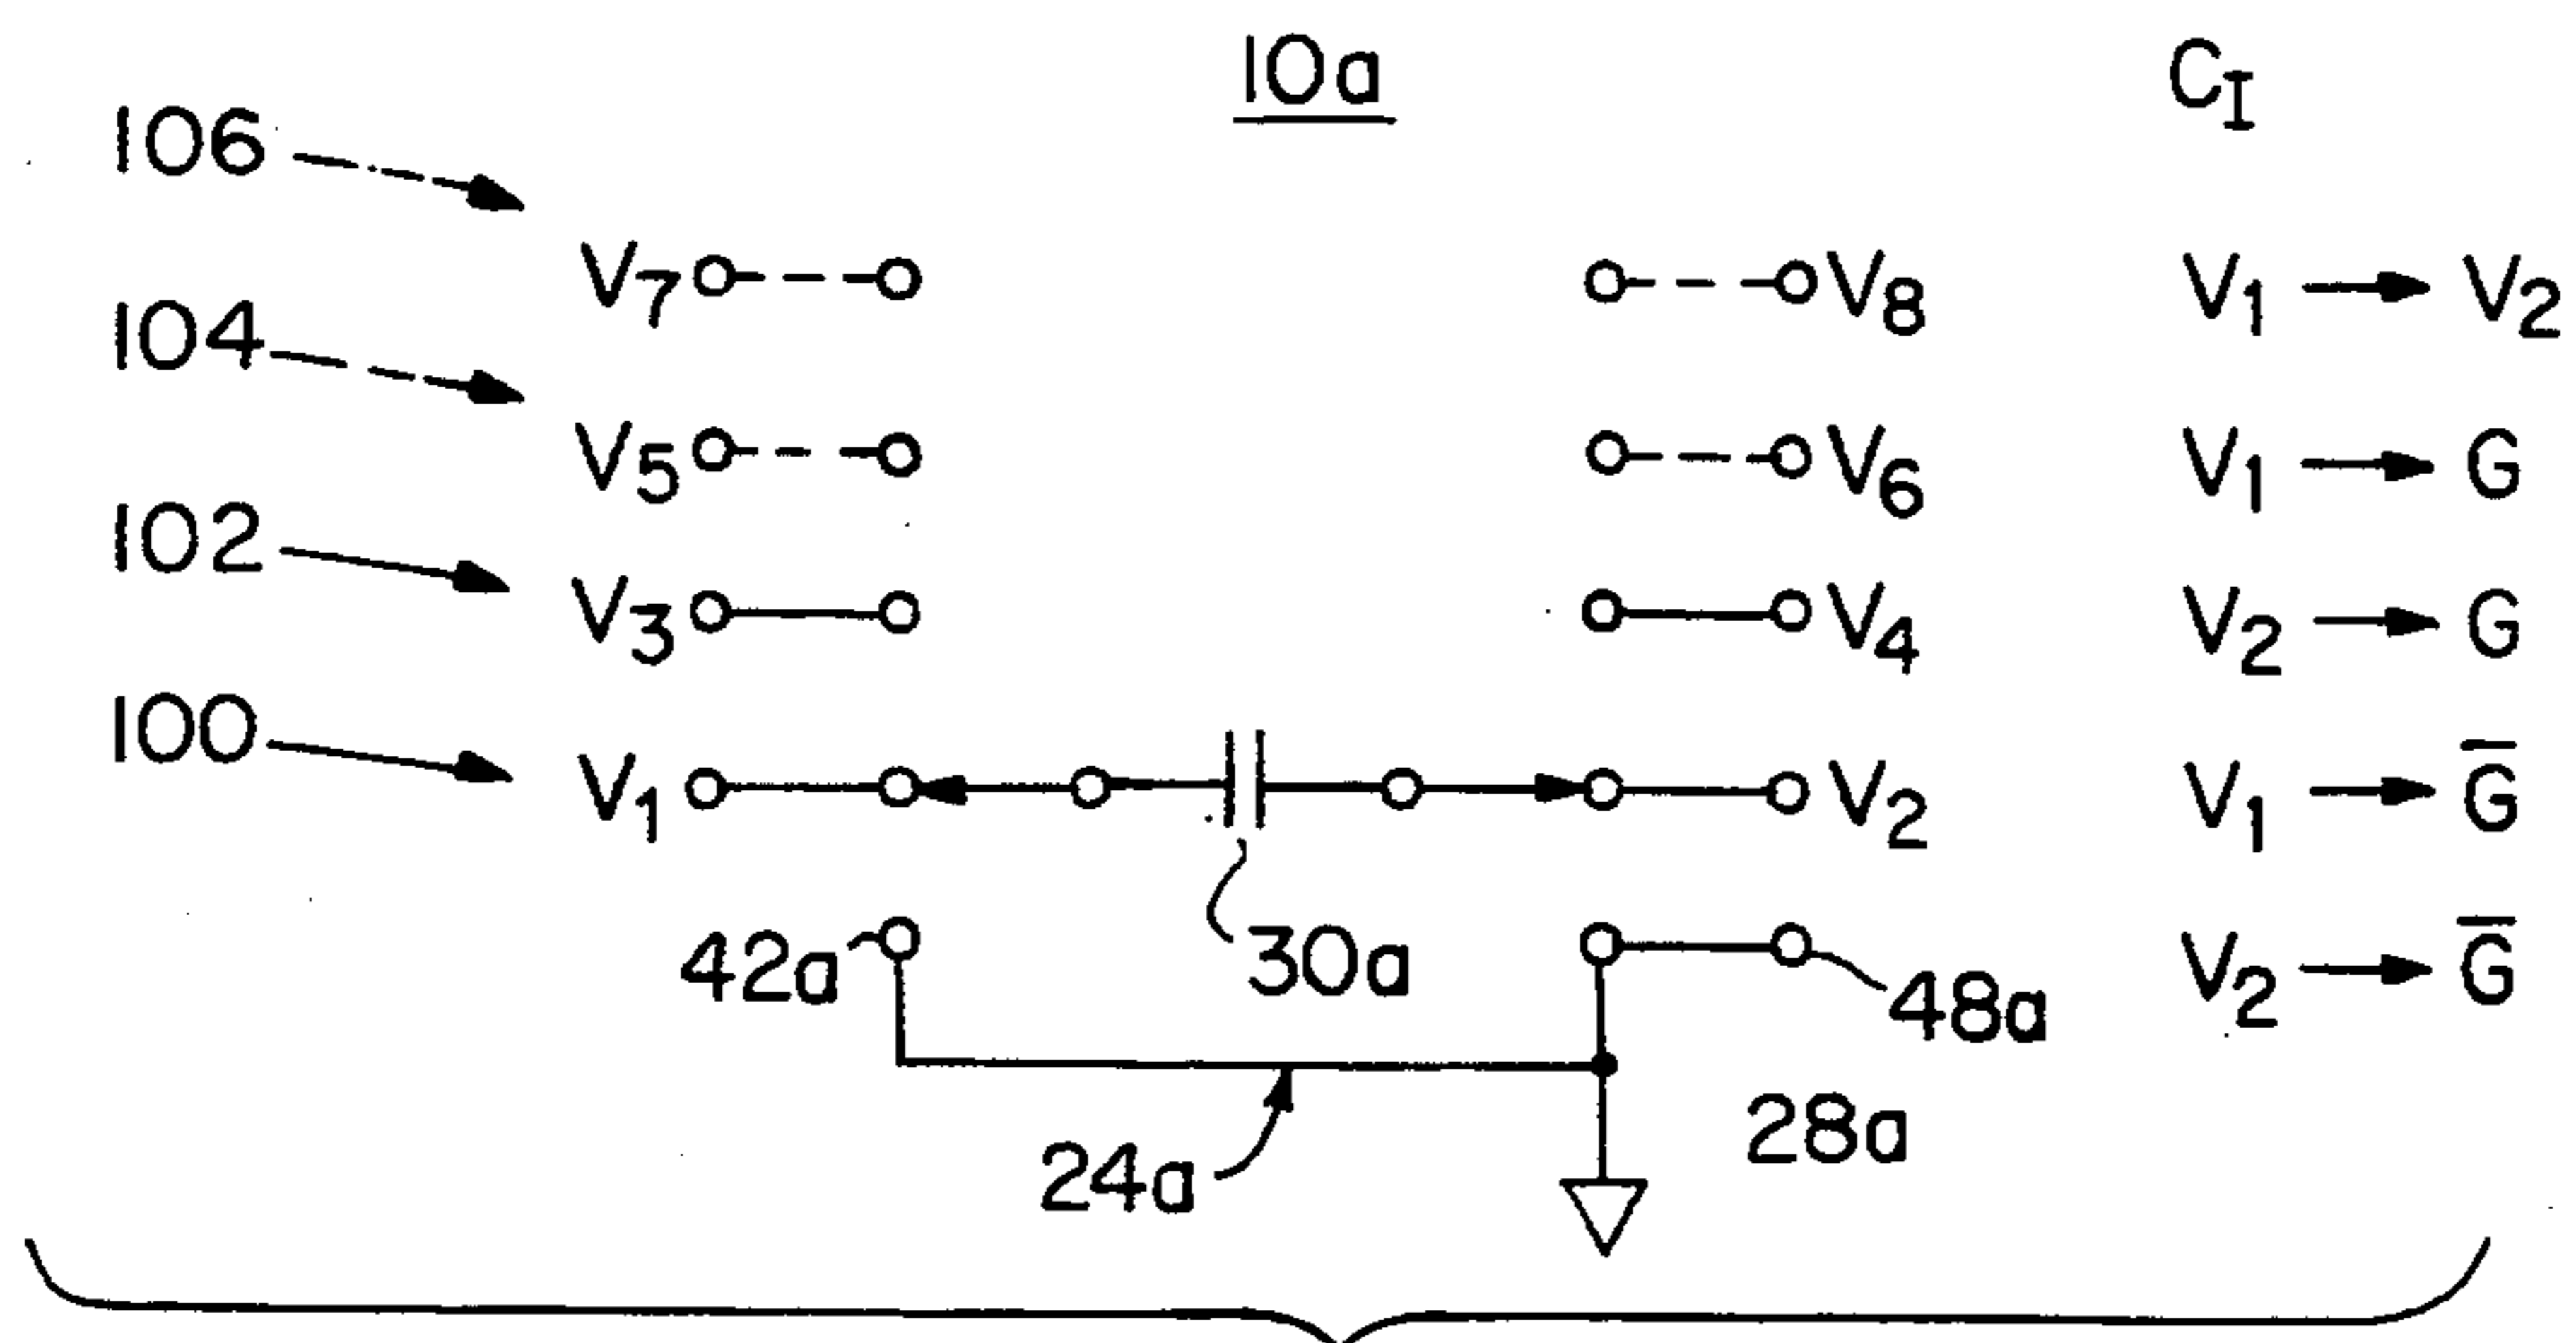 10a
C_I
106
V7 V8 V1 → V2
104
V5 V6 V1 → G
102
V3 V4 V2 → G
100
V1 V2 V1 → G̅
42a 30a 48a V2 → G̅
24a 28a